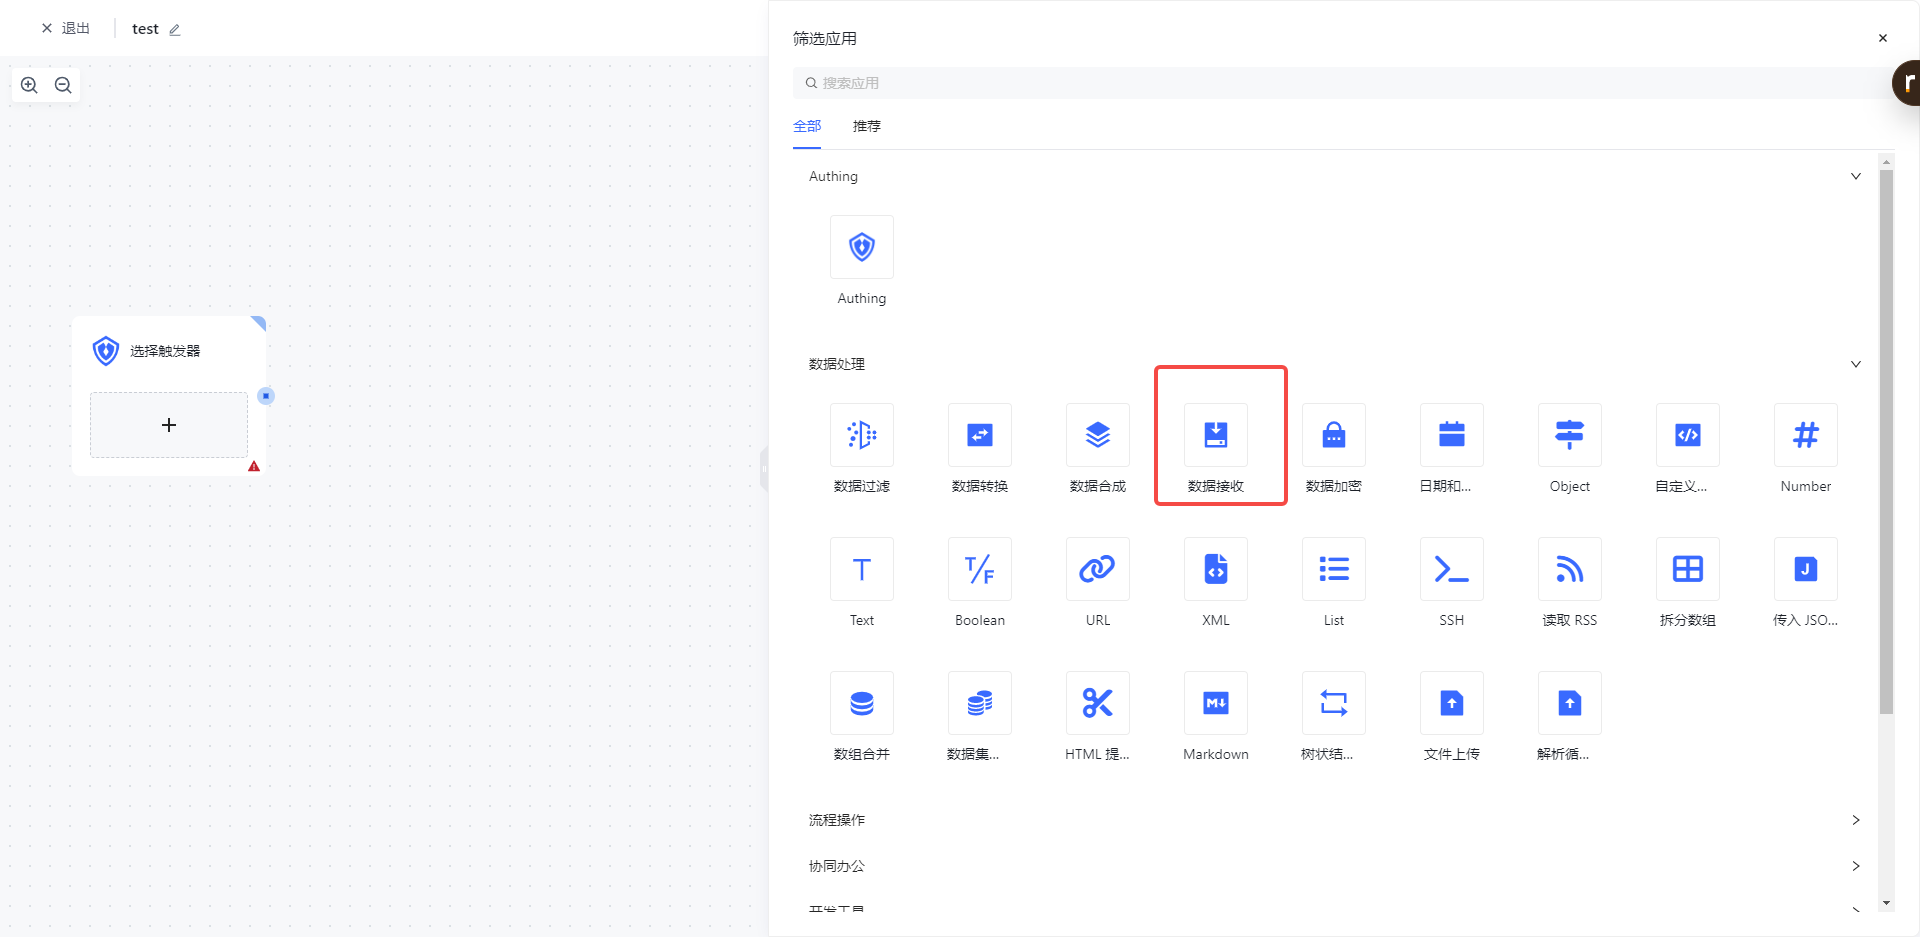 退出
test
筛选应用
搜索应用
全部
推荐
Authing
Authing
选择触发器
数据处理
数据过滤
数据转换
数据合成
数据接收
数据加密
日期和...
Object
自定义...
Number
T
T/F
J
Text
Boolean
URL
XML
List
SSH
读取 RSS
拆分数组
传入 JSO...
M
数组合并
数据集...
HTML 提...
Markdown
树状结...
文件上传
解析循...
流程操作
协同办公
开发工具
r